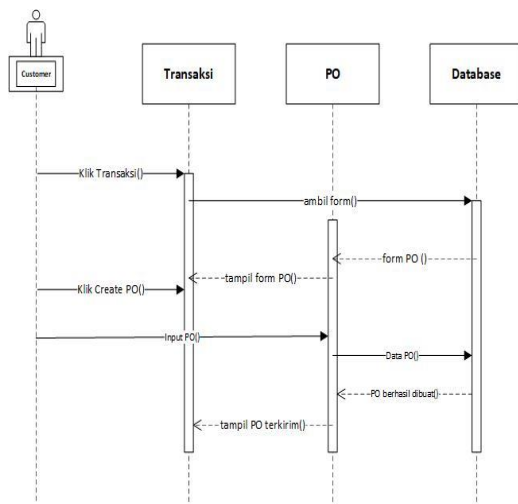 Customer
Transaksi
PO
Database
Klik Transaksi()
ambil form()
form PO ()
tampil form PO()
Klik Create PO()
Input PO()
Data PO()
PO berhasil dibuat()
tampil PO terkirim()